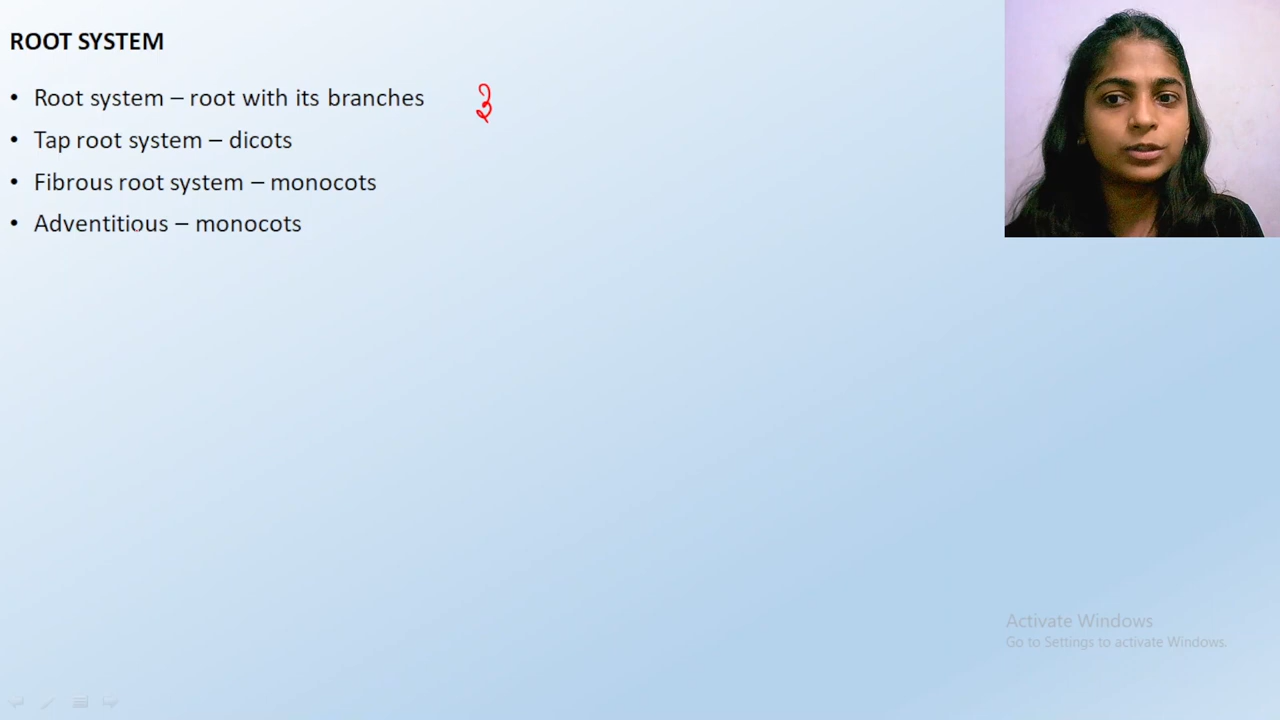 ROOT SYSTEM
• Root system – root with its branches 3
• Tap root system – dicots
• Fibrous root system – monocots
• Adventitious – monocots
Activate Windows
Go to Settings to activate Windows.